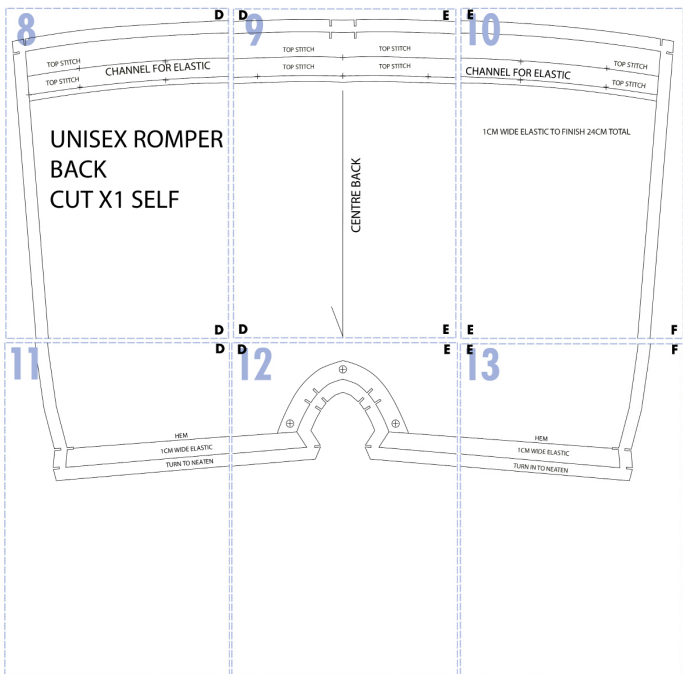 8 D D 9 E E 10
TOP STITCH TOP STITCH TOP STITCH TOP STITCH
CHANNEL FOR ELASTIC CHANNEL FOR ELASTIC
TOP STITCH TOP STITCH TOP STITCH TOP STITCH
UNISEX ROMPER
BACK
CUT X1 SELF
CENTRE BACK
1CM WIDE ELASTIC TO FINISH 24CM TOTAL
D D E E F
11 D D 12 E E 13 F
HEM HEM
1CM WIDE ELASTIC 1CM WIDE ELASTIC
TURN TO NEATEN TURN IN TO NEATEN